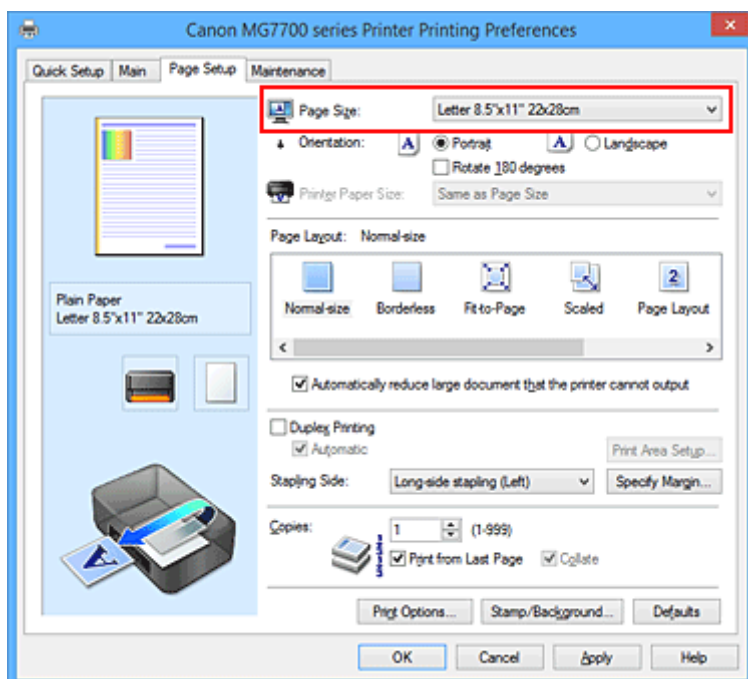 Canon MG7700 series Printer Printing Preferences
Quick Setup Main Page Setup Maintenance
Page Size: Letter 8.5"x11" 22x28cm
Orientation: A Portrait A Landscape
Rotate 180 degrees
Printer Paper Size: Same as Page Size
Page Layout: Normal-size
2
Normal-size Borderless Fit-to-Page Scaled Page Layout
Plain Paper
Letter 8.5"x11" 22x28cm
Automatically reduce large document that the printer cannot output
Duplex Printing
Automatic Print Area Setup...
Stapling Side: Long-side stapling (Left) Specify Margin...
Copies: 1 (1-999)
Print from Last Page Collate
A
Print Options... Stamp/Background... Defaults
OK Cancel Apply Help